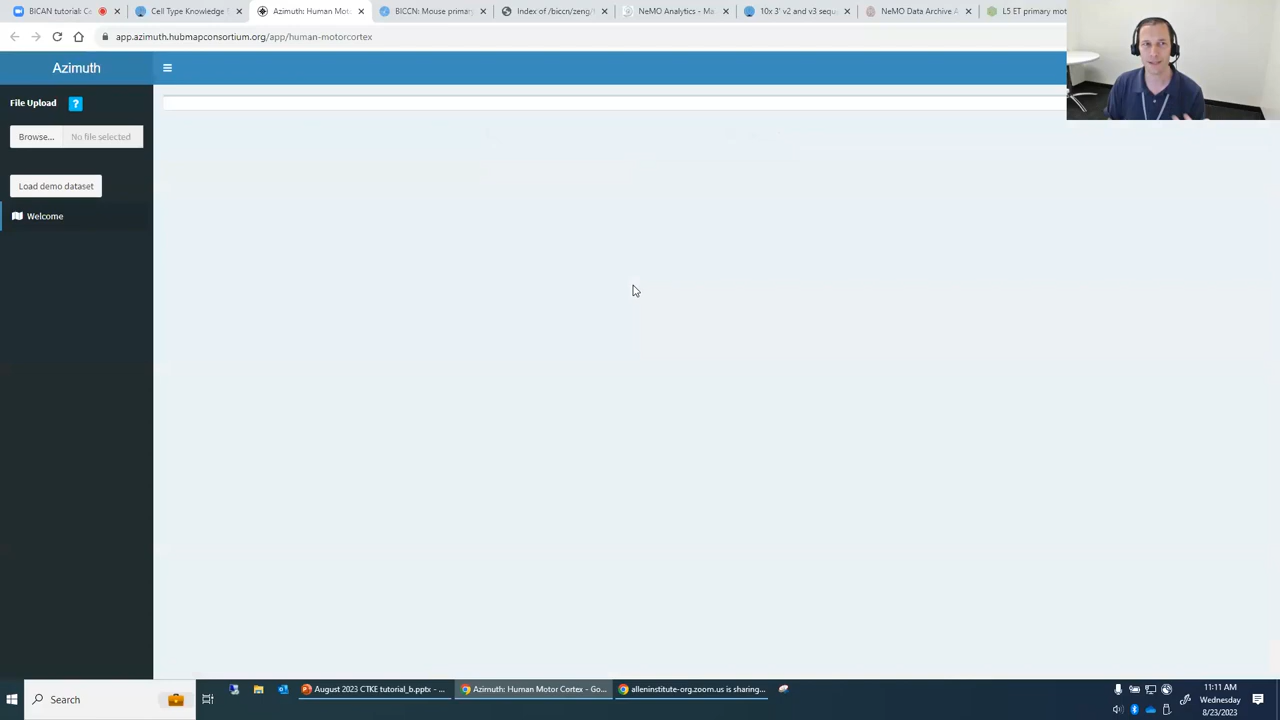 BICAN tutorial: Ce
Cell Type Knowledge
Azimuth: Human Moto
BICCN: Mouse primary
Index of /biccn/zeng/t
NeMO Analytics - Ma
10x 3' v2 and v3 sequ
NeMO Data Archive A
L5 ET primary mot
app.azimuth.hubmapconsortium.org/app/human-motorcortex
Azimuth
File Upload ?
Browse... No file selected
Load demo dataset
Welcome
Search
August 2023 CTKE tutorial_b.pptx - ...
Azimuth: Human Motor Cortex - Go...
alleninstitute-org.zoom.us is sharing...
11:11 AM
Wednesday
8/23/2023